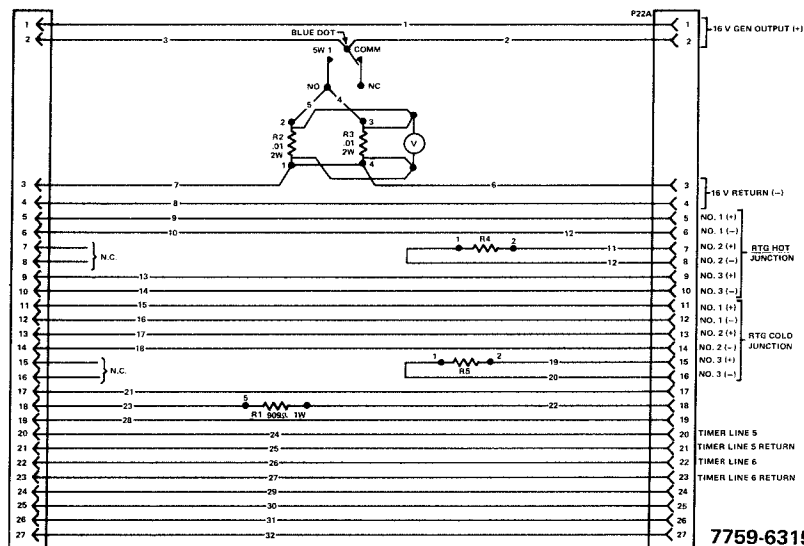 P22A
1 1 1 16 V GEN OUTPUT (+)
2 3 BLUE DOT 2 2
SW 1 COMM
NO NC
5 4
2 3
R2 R3 V
.01 .01
2W 2W
1 4
3 7 6 3 16 V RETURN (-)
4 8 4
5 9 5 NO. 1 (+)
6 10 12 6 NO. 1 (-)
7 1 R4 2 11 7 NO. 2 (+) RTG HOT
8 N.C. 12 8 NO. 2 (-) JUNCTION
9 13 9 NO. 3 (+)
10 14 10 NO. 3 (-)
11 15 11 NO. 1 (+)
12 16 12 NO. 1 (-)
13 17 13 NO. 2 (+) RTG COLD
14 18 14 NO. 2 (-) JUNCTION
15 1 2 19 15 NO. 3 (+)
16 N.C. R5 20 16 NO. 3 (-)
17 21 17
18 23 5 22 18
R1 909Ω 1W
19 28 19
20 24 20 TIMER LINE 5
21 25 21 TIMER LINE 5 RETURN
22 26 22 TIMER LINE 6
23 27 23 TIMER LINE 6 RETURN
24 29 24
25 30 25
26 31 26
27 32 27
7759-6315